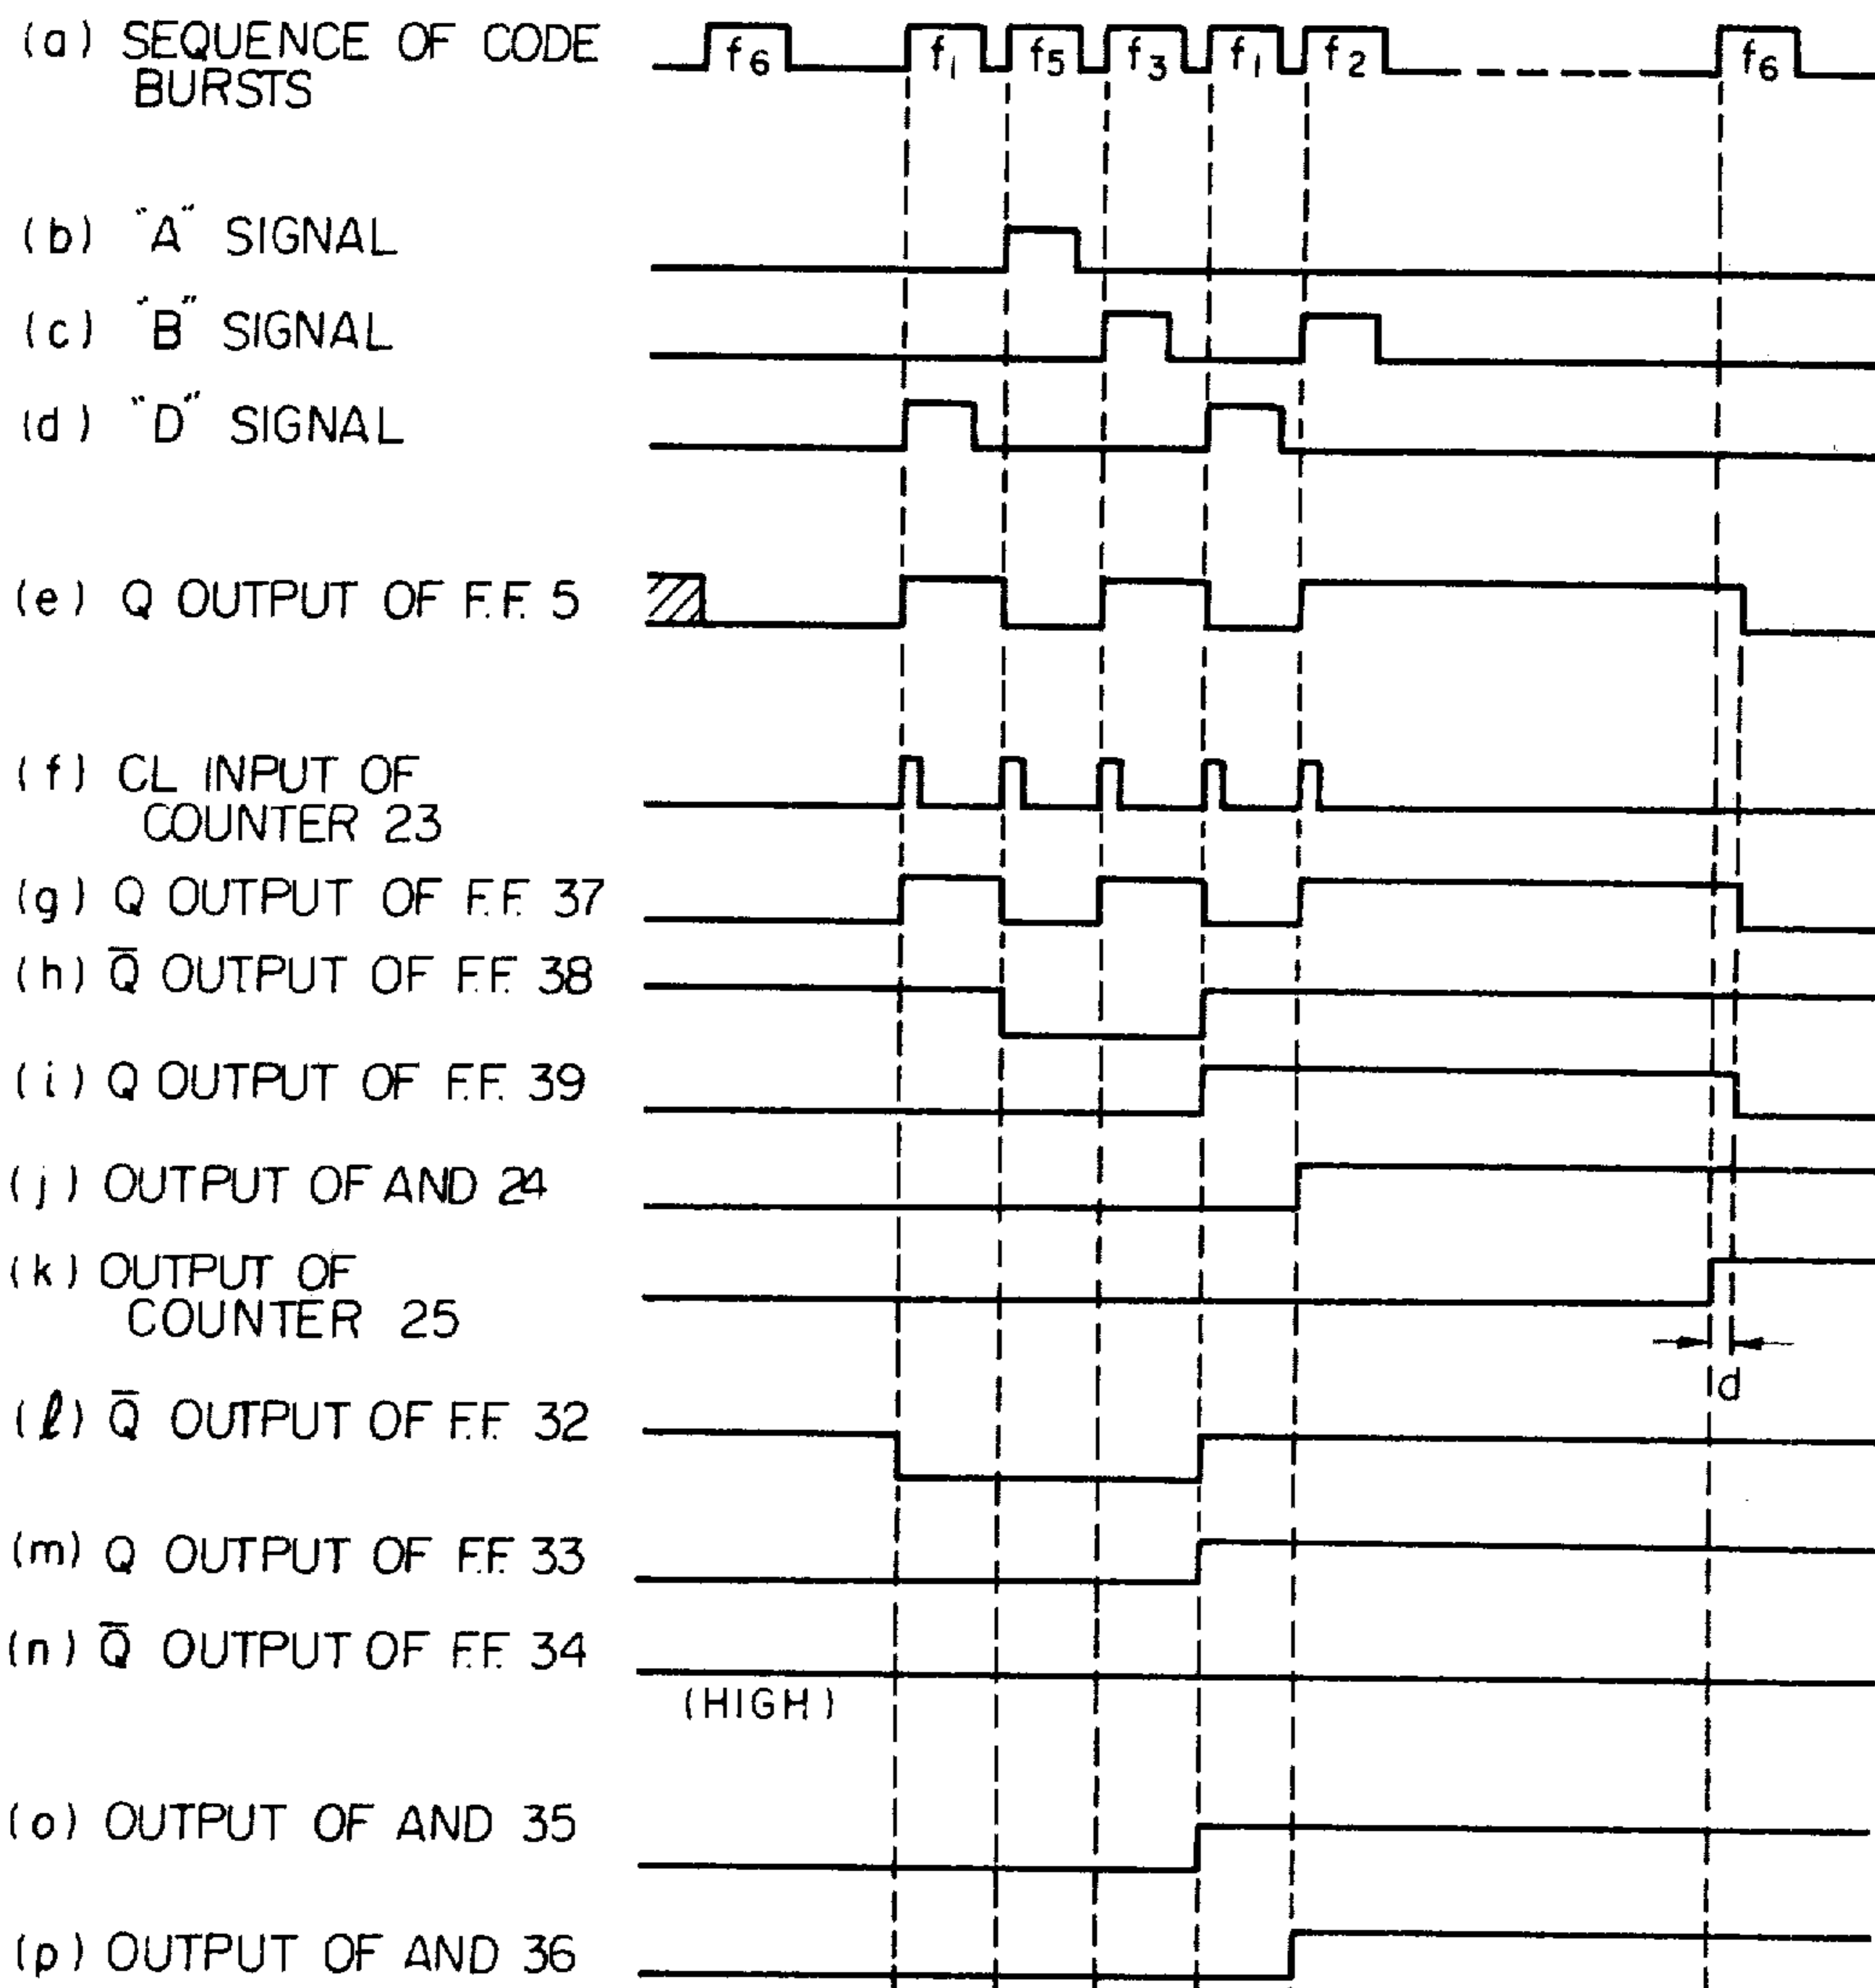 (a) SEQUENCE OF CODE
BURSTS
f6 f1 f5 f3 f1 f2 f6
(b) "A" SIGNAL
(c) "B" SIGNAL
(d) "D" SIGNAL
(e) Q OUTPUT OF F.F. 5
(f) CL INPUT OF
COUNTER 23
(g) Q OUTPUT OF F.F. 37
(h) Q̅ OUTPUT OF F.F. 38
(i) Q OUTPUT OF F.F. 39
(j) OUTPUT OF AND 24
(k) OUTPUT OF
COUNTER 25
d
(ℓ) Q̅ OUTPUT OF F.F. 32
(m) Q OUTPUT OF F.F. 33
(n) Q̅ OUTPUT OF F.F. 34
(HIGH)
(o) OUTPUT OF AND 35
(p) OUTPUT OF AND 36